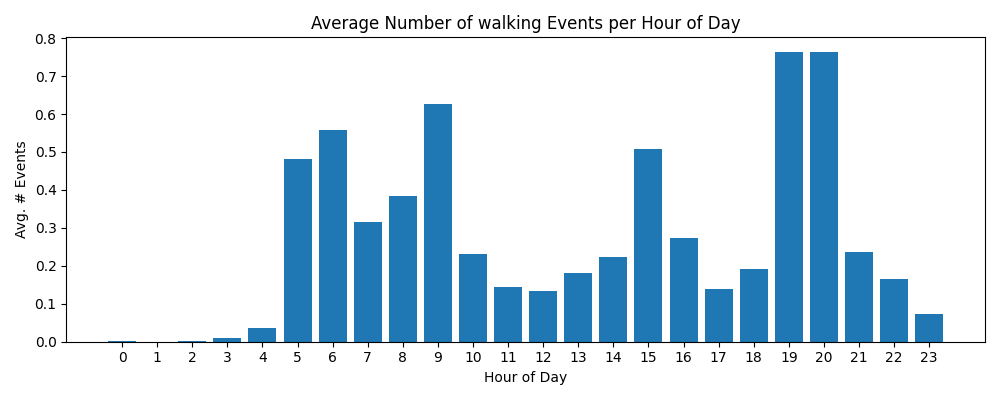 Average Number of walking Events per Hour of Day
Avg. # Events
0.8
0.7
0.6
0.5
0.4
0.3
0.2
0.1
0.0
0 1 2 3 4 5 6 7 8 9 10 11 12 13 14 15 16 17 18 19 20 21 22 23
Hour of Day